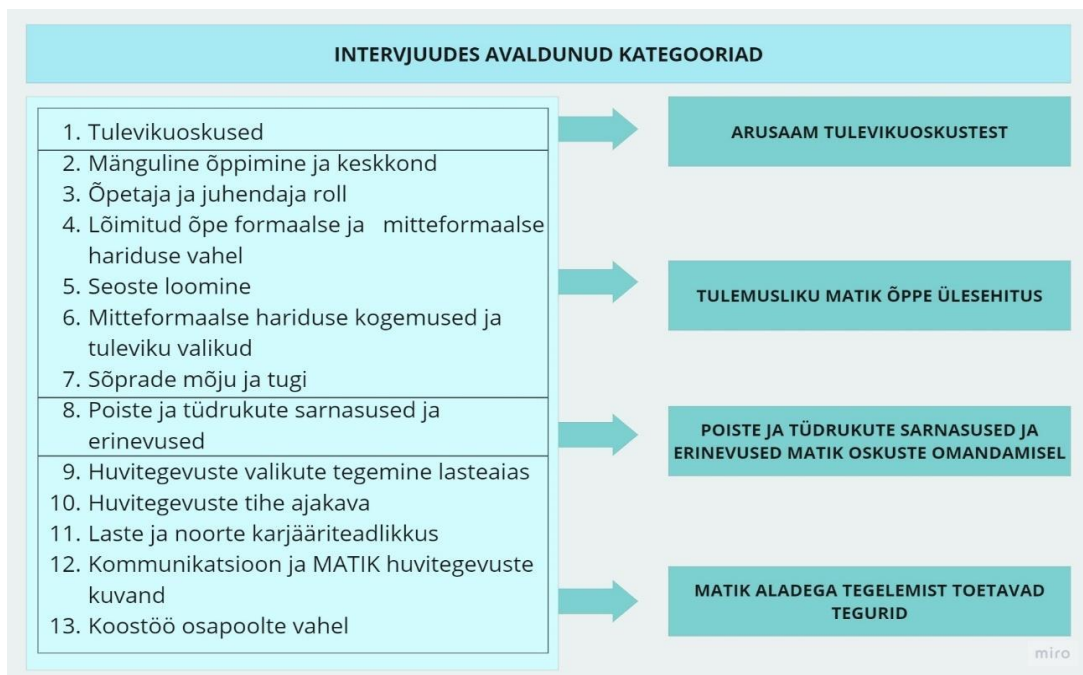 INTERVJUUDES AVALDUNUD KATEGOORIAD
1. Tulevikuoskused
2. Mänguline õppimine ja keskkond
3. Õpetaja ja juhendaja roll
4. Lõimitud õpe formaalse ja mitteformaalse
hariduse vahel
5. Seoste loomine
6. Mitteformaalse hariduse kogemused ja
tuleviku valikud
7. Sõprade mõju ja tugi
8. Poiste ja tüdrukute sarnasused ja
erinevused
9. Huvitegevuste valikute tegemine lasteaias
10. Huvitegevuste tihe ajakava
11. Laste ja noorte karjääriteadlikkus
12. Kommunikatsioon ja MATIK huvitegevuste
kuvand
13. Koostöö osapoolte vahel
ARUSAAM TULEVIKUOSKUSTEST
TULEMUSLIKU MATIK ÕPPE ÜLESEHITUS
POISTE JA TÜDRUKUTE SARNASUSED JA
ERINEVUSED MATIK OSKUSTE OMANDAMISEL
MATIK ALADEGA TEGELEMIST TOETAVAD
TEGURID
miro